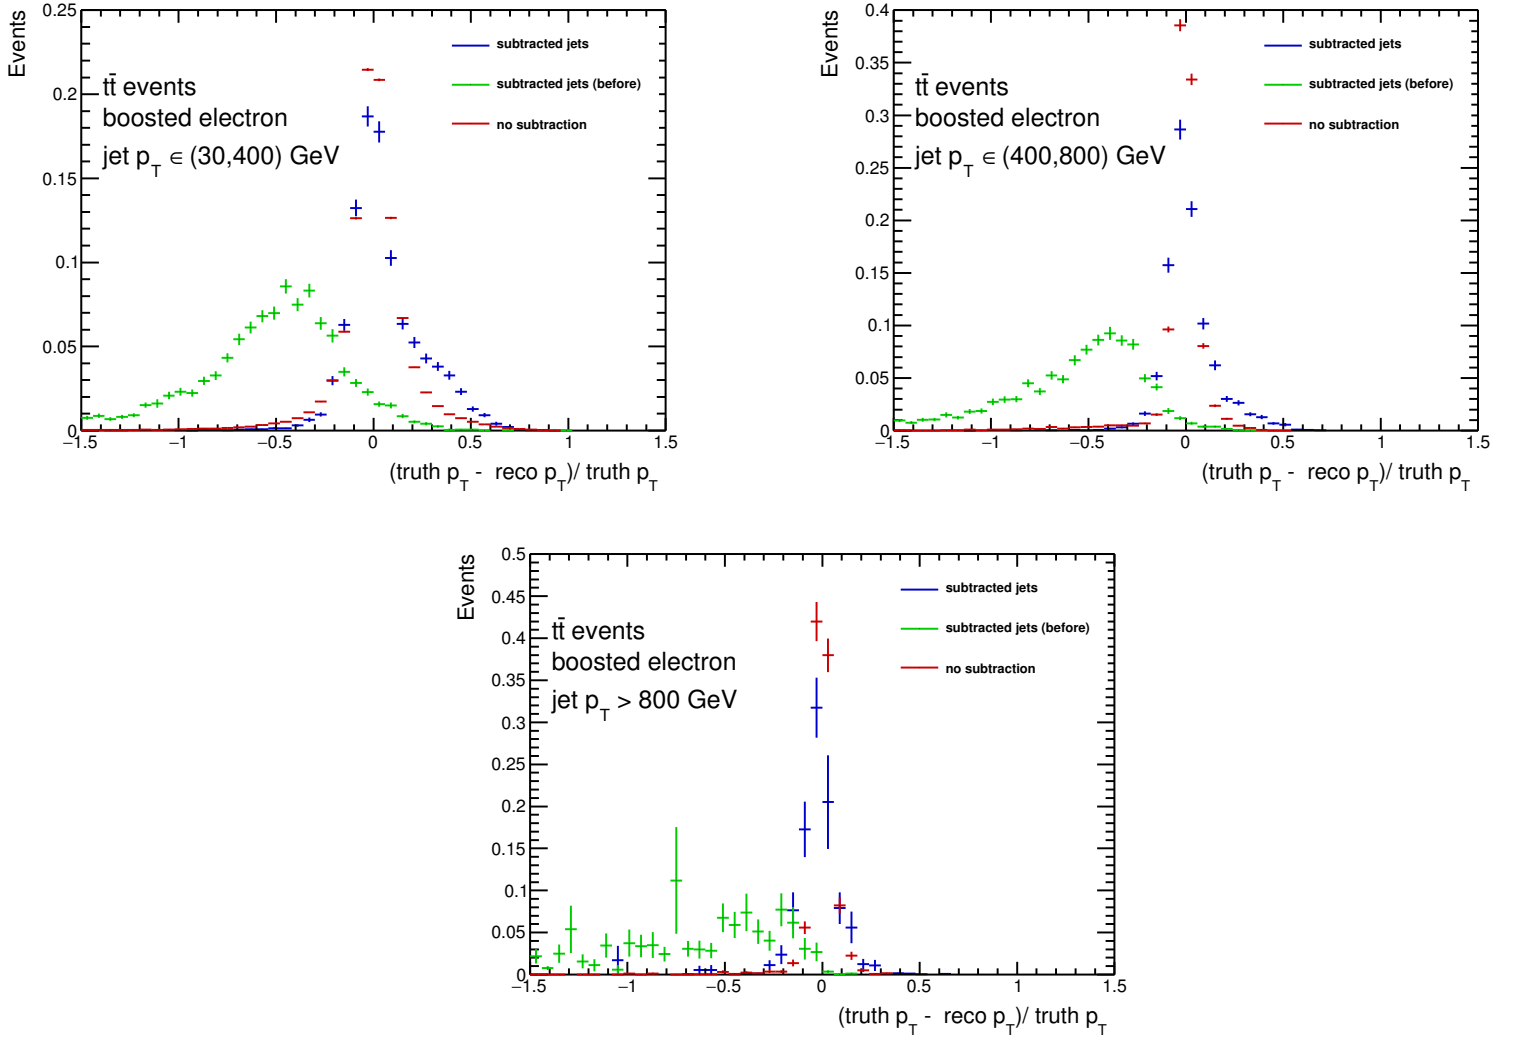 0.25
0.2
0.15
0.1
0.05
0
−1.5
−1
−0.5
0
0.5
1
1.5
Events
tt̄ events
boosted electron
jet p_T ∈ (30,400) GeV
subtracted jets
subtracted jets (before)
no subtraction
(truth p_T - reco p_T)/ truth p_T
0.4
0.35
0.3
0.25
0.2
0.15
0.1
0.05
0
−1.5
−1
−0.5
0
0.5
1
1.5
Events
tt̄ events
boosted electron
jet p_T ∈ (400,800) GeV
subtracted jets
subtracted jets (before)
no subtraction
(truth p_T - reco p_T)/ truth p_T
0.5
0.45
0.4
0.35
0.3
0.25
0.2
0.15
0.1
0.05
0
−1.5
−1
−0.5
0
0.5
1
1.5
Events
tt̄ events
boosted electron
jet p_T > 800 GeV
subtracted jets
subtracted jets (before)
no subtraction
(truth p_T - reco p_T)/ truth p_T